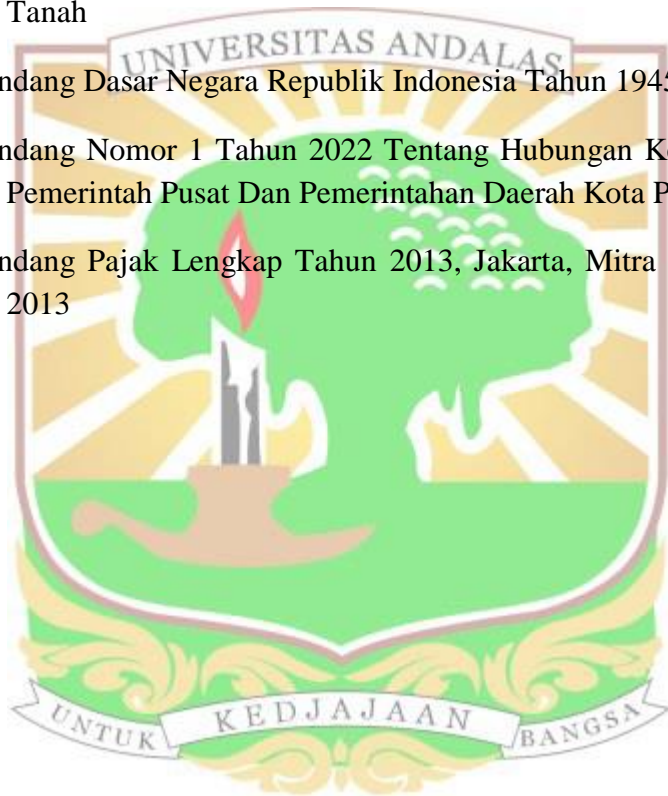 Tanah
UNIVERSITAS ANDALAS
ndang Dasar Negara Republik Indonesia Tahun 1945
ndang Nomor 1 Tahun 2022 Tentang Hubungan
Pemerintah Pusat Dan Pemerintahan Daerah Kota
ndang Pajak Lengkap Tahun 2013, Jakarta, Mitra
2013
UNTUK KEDJAJAAN BANGSA